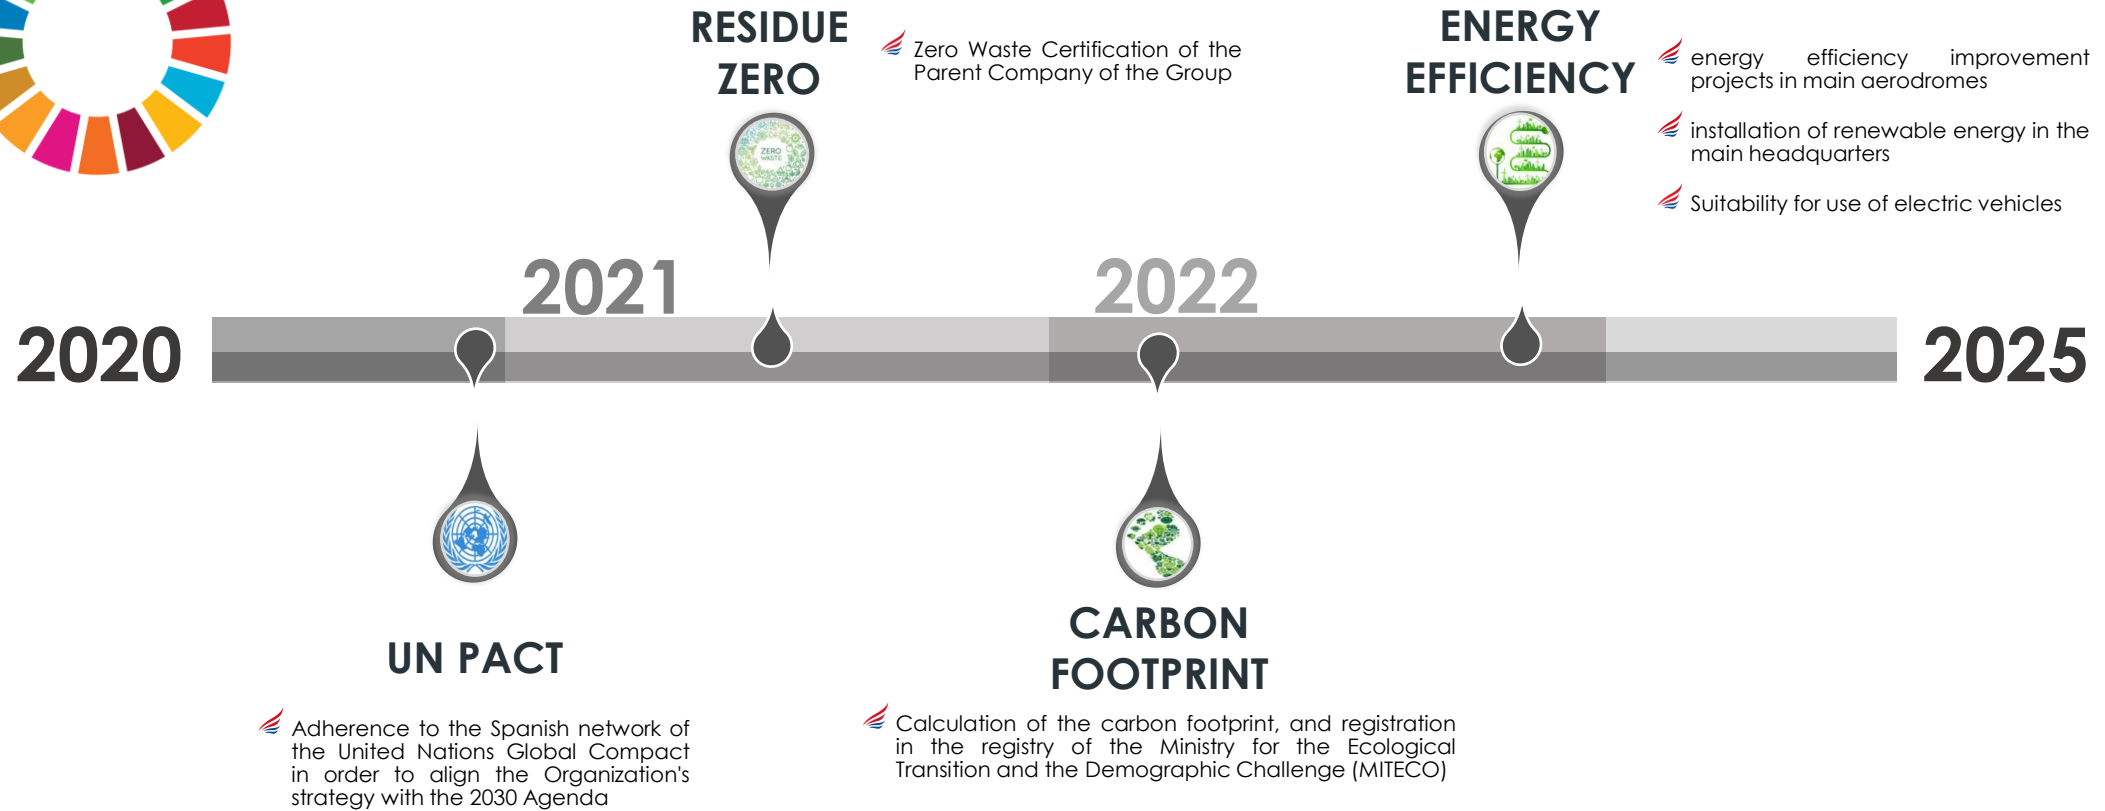 RESIDUE
ZERO
Zero Waste Certification of the
Parent Company of the Group
ZERO
WASTE
ENERGY
EFFICIENCY
energy efficiency improvement
projects in main aerodromes
installation of renewable energy in the
main headquarters
Suitability for use of electric vehicles
2020
2021
2022
2025
UN PACT
Adherence to the Spanish network of
the United Nations Global Compact
in order to align the Organization's
strategy with the 2030 Agenda
CARBON
FOOTPRINT
Calculation of the carbon footprint, and registration
in the registry of the Ministry for the Ecological
Transition and the Demographic Challenge (MITECO)